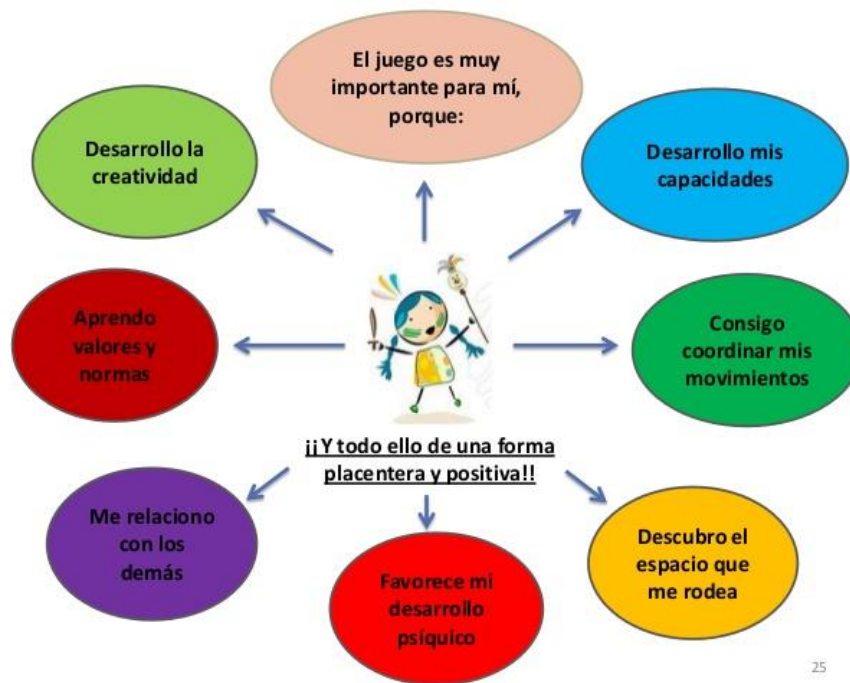 El juego es muy
importante para mí,
porque:
Desarrollo mis
capacidades
Consigo
coordinar mis
movimientos
Descubro el
espacio que
me rodea
Favorece mi
desarrollo
psíquico
Me relaciono
con los
demás
Aprendo
valores y
normas
Desarrollo la
creatividad
¡¡Y todo ello de una forma
placentera y positiva!!
25